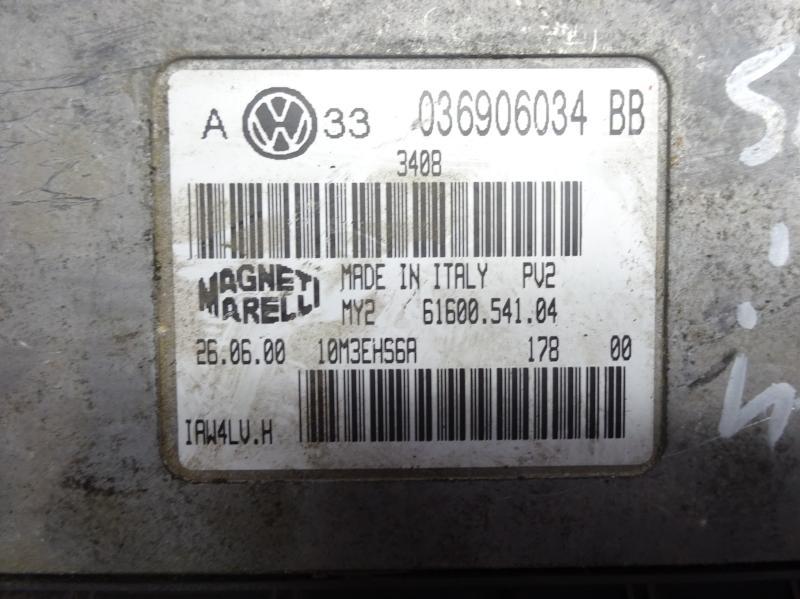 A VW 33 036906034 BB
3408
MAGNETI MARELLI
MADE IN ITALY PV2
MY2 61600.541.04
26.06.00 10M3EHS6A 178 00
IAW4LV.H